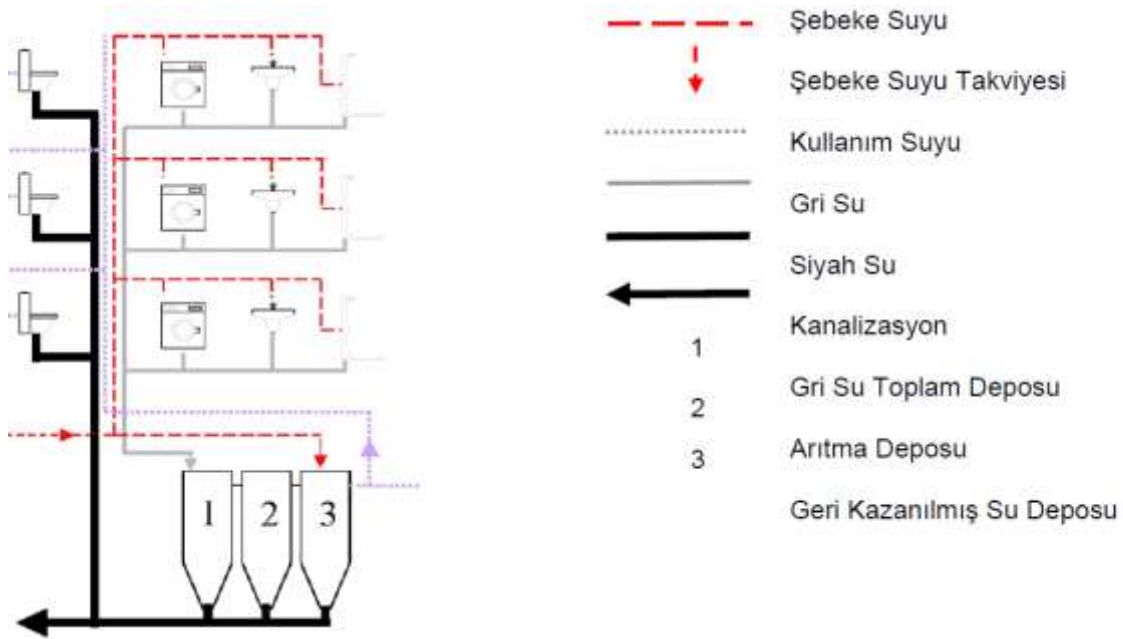 1 2 3
Şebeke Suyu
Şebeke Suyu Takviyesi
Kullanım Suyu
Gri Su
Siyah Su
Kanalizasyon
1
Gri Su Toplam Deposu
2
Arıtma Deposu
3
Geri Kazanılmış Su Deposu